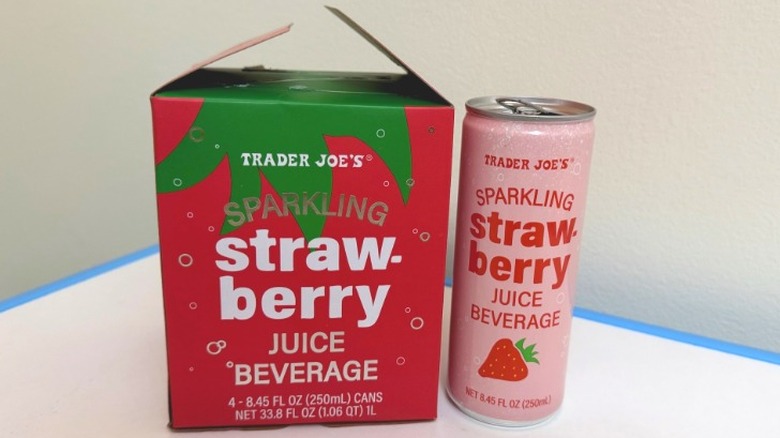 TRADER JOE'S®
SPARKLING
straw-
berry
JUICE
BEVERAGE
4 - 8.45 FL OZ (250mL) CANS
NET 33.8 FL OZ (1.06 QT) 1L
TRADER JOE'S®
SPARKLING
straw-
berry
JUICE
BEVERAGE
NET 8.45 FL OZ (250mL)